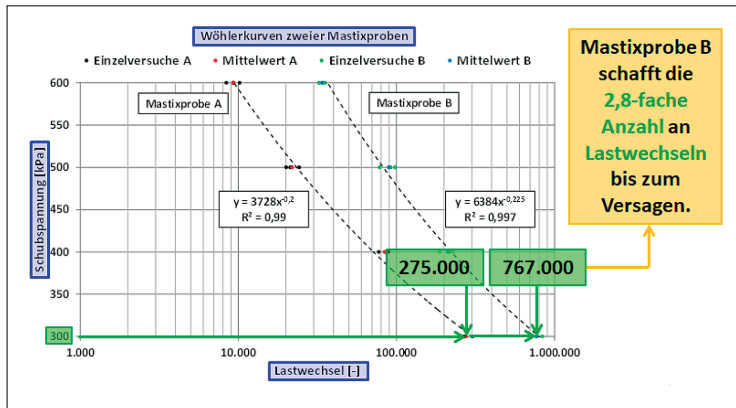 Wöhlerkurven zweier Mastixproben
Einzelversuche A Mittelwert A Einzelversuche B Mittelwert B
600
Mastixprobe A Mastixprobe B
500
Schubspannung [kPa]
y = 3728x^-0,2
R² = 0,99
y = 6384x^-0,225
R² = 0,997
400
275.000 767.000
350
300
1.000 10.000 100.000 1.000.000
Lastwechsel [-]
Mastixprobe B
schafft die
2,8-fache
Anzahl an
Lastwechseln
bis zum
Versagen.